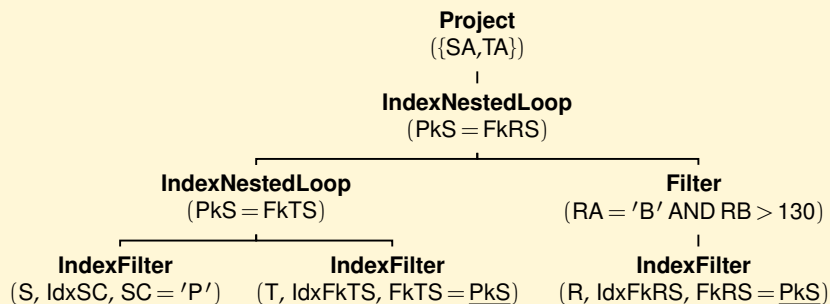 Project
({SA,TA})
IndexNestedLoop
(PkS = FkRS)
IndexNestedLoop Filter
(PkS = FkTS) (RA = ′B′ AND RB > 130)
IndexFilter IndexFilter IndexFilter
(S, IdxSC, SC = ′P′) (T, IdxFkTS, FkTS = PkS) (R, IdxFkRS, FkRS = PkS)